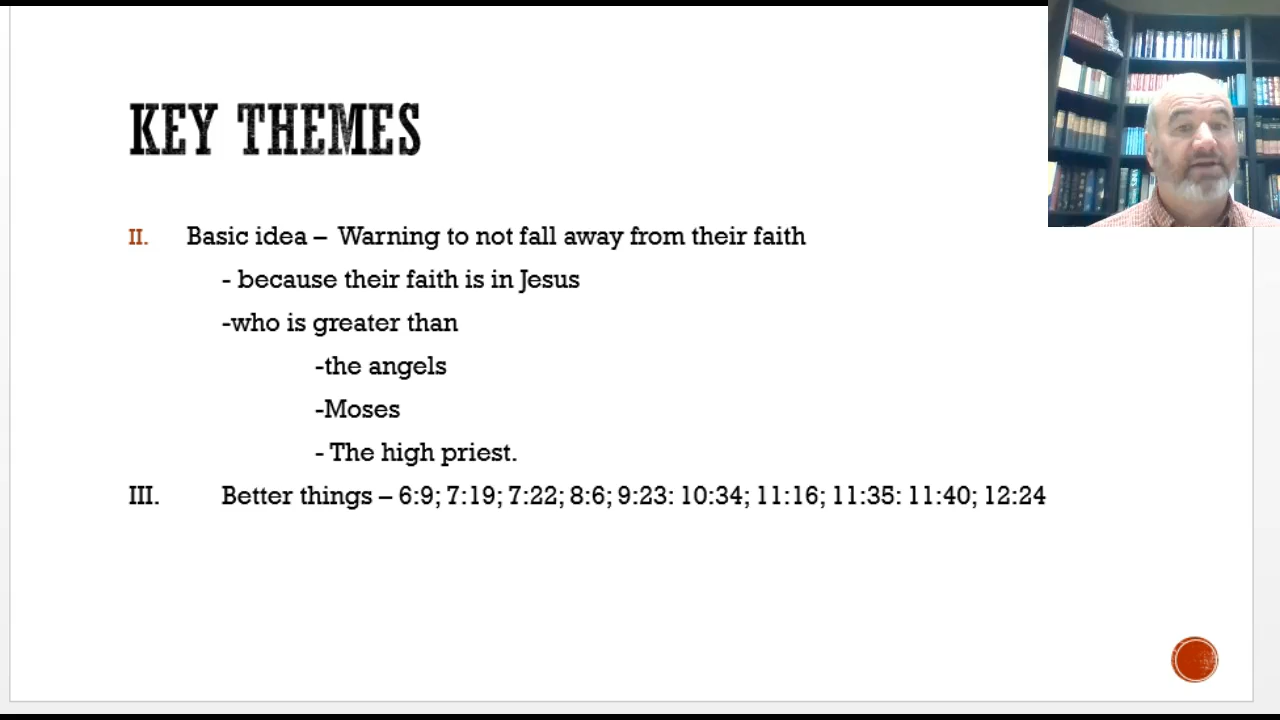 KEY THEMES
II. Basic idea – Warning to not fall away from their faith
- because their faith is in Jesus
-who is greater than
-the angels
-Moses
- The high priest.
III. Better things – 6:9; 7:19; 7:22; 8:6; 9:23: 10:34; 11:16; 11:35: 11:40; 12:24